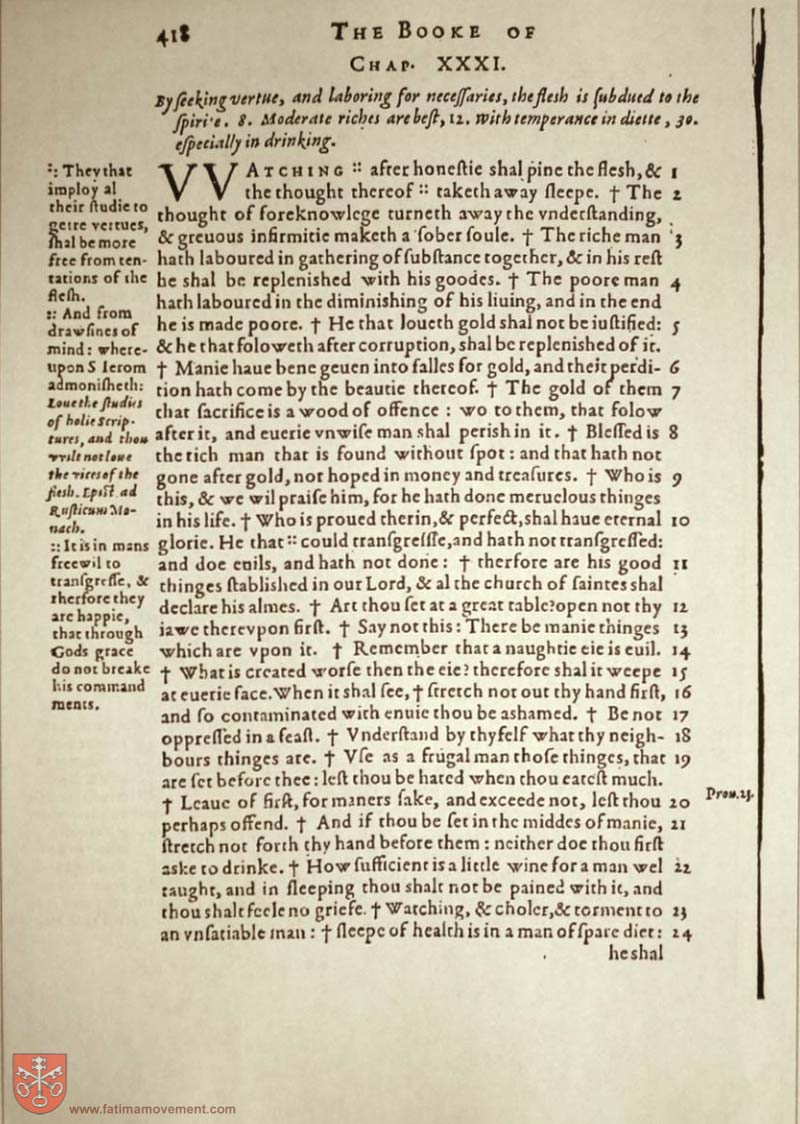 418 THE BOOKE OF
CHAP. XXXI.
By ſeeking vertue, and laboring for neceſſaries, the fleſh is ſubdued to the
ſpirite. 8. Moderate riches are beſt, 12. with temperance in diette, 30.
eſpecially in drinking.
VVATCHING :: after honeſtie shal pine the fleſh, & 1
the thought thereof :: taketh away ſleepe. † The 2
thought of foreknowlege turneth away the vnderſtanding,
& greuous infirmitie maketh a ſober ſoule. † The riche man 3
hath laboured in gathering of ſubſtance together, & in his reſt
he shal be replenished with his goodes. † The poore man 4
hath laboured in the diminishing of his liuing, and in the end
he is made poore. † He that loueth gold shal not be iuſtified: 5
& he that foloweth after corruption, shal be replenished of it.
† Manie haue bene geuen into falles for gold, and their perdi- 6
tion hath come by the beautie thereof. † The gold of them 7
that ſacrifice is a wood of offence : wo to them, that folow
after it, and euerie vnwiſe man shal perish in it. † Bleſſed is 8
the rich man that is found without ſpot : and that hath not
gone after gold, nor hoped in money and treaſures. † Who is 9
this, & we wil praiſe him, for he hath done meruelous thinges
in his life. † Who is proued therin, & perfect, shal haue eternal 10
glorie. He that :: could tranſgreſſe, and hath not tranſgreſſed:
and doe euils, and hath not done : † therfore are his good 11
thinges ſtablished in our Lord, & al the church of ſaintes shal
declare his almes. † Art thou ſet at a great table? open not thy 12
iawe therevpon firſt. † Say not this : There be manie thinges 13
which are vpon it. † Remember that a naughtie eie is euil. 14
† What is created worſe then the eie? therefore shal it weepe 15
at euerie face. When it shal ſee, † ſtretch not out thy hand firſt, 16
and ſo contaminated with enuie thou be ashamed. † Be not 17
oppreſſed in a feaſt. † Vnderſtand by thyſelf what thy neigh- 18
bours thinges are. † Vſe as a frugal man thoſe thinges, that 19
are ſet before thee : leſt thou be hated when thou eateſt much.
† Leaue of firſt, for maners ſake, and exceede not, leſt thou 20
perhaps offend. † And if thou be ſet in the middes of manie, 21
ſtretch not forth thy hand before them : neither doe thou firſt
aske to drinke. † How ſufficient is a little wine for a man wel 22
taught, and in ſleeping thou shalt not be pained with it, and
thou shalt feele no griefe. † Watching, & choler, & torment to 23
an vnſatiable man : † ſleepe of health is in a man of ſpare diet: 24
he shal
:: They that
imploy al
their ſtudie to
gette vertues,
shal be more
free from ten-
tations of the
fleſh.
:: And from
drawſines of
mind : where-
upon S Ierom
admonisheth:
Loue the ſtudies
of holie Scrip-
tures, and thou
wilt not loue
the vices of the
fleſh. Epiſt ad
Ruſticum Mo-
nach.
:: It is in mans
freewil to
tranſgreſſe, &
therfore they
are happie,
that through
Gods grace
do not breake
his command
ments.
Prou. 23.
www.fatimamovement.com